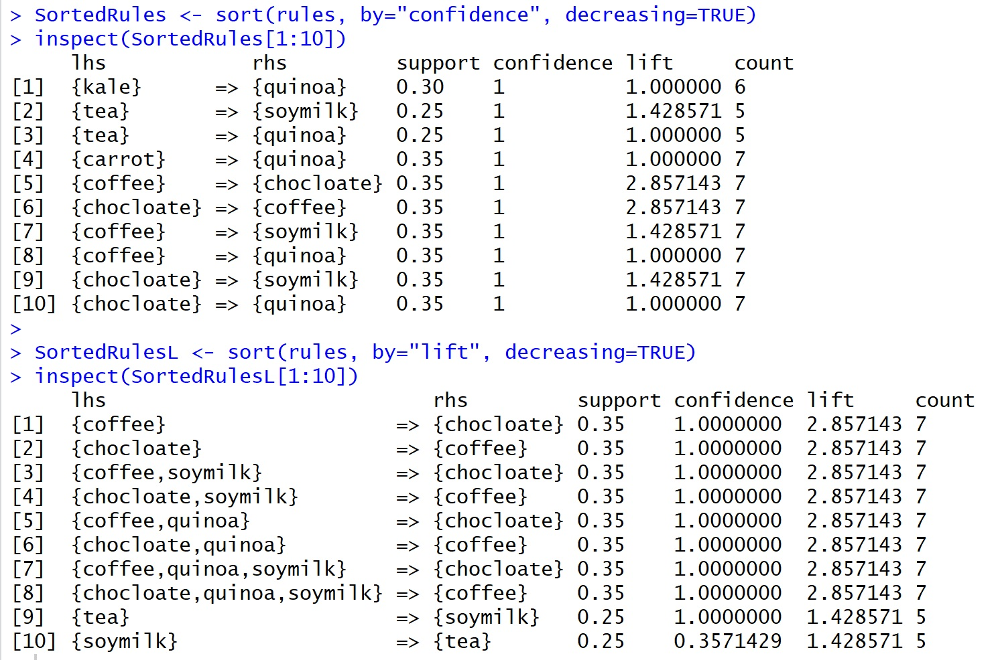 > SortedRules <- sort(rules, by="confidence", decreasing=TRUE)
> inspect(SortedRules[1:10])
     lhs            rhs         support confidence lift     count
[1]  {kale}      => {quinoa}    0.30    1          1.000000 6
[2]  {tea}       => {soymilk}   0.25    1          1.428571 5
[3]  {tea}       => {quinoa}    0.25    1          1.000000 5
[4]  {carrot}    => {quinoa}    0.35    1          1.000000 7
[5]  {coffee}    => {chocloate} 0.35    1          2.857143 7
[6]  {chocloate} => {coffee}    0.35    1          2.857143 7
[7]  {coffee}    => {soymilk}   0.35    1          1.428571 7
[8]  {coffee}    => {quinoa}    0.35    1          1.000000 7
[9]  {chocloate} => {soymilk}   0.35    1          1.428571 7
[10] {chocloate} => {quinoa}    0.35    1          1.000000 7
>
> SortedRulesL <- sort(rules, by="lift", decreasing=TRUE)
> inspect(SortedRulesL[1:10])
     lhs                           rhs         support confidence lift     count
[1]  {coffee}                   => {chocloate} 0.35    1.0000000 2.857143 7
[2]  {chocloate}                => {coffee}    0.35    1.0000000 2.857143 7
[3]  {coffee,soymilk}           => {chocloate} 0.35    1.0000000 2.857143 7
[4]  {chocloate,soymilk}        => {coffee}    0.35    1.0000000 2.857143 7
[5]  {coffee,quinoa}            => {chocloate} 0.35    1.0000000 2.857143 7
[6]  {chocloate,quinoa}         => {coffee}    0.35    1.0000000 2.857143 7
[7]  {coffee,quinoa,soymilk}    => {chocloate} 0.35    1.0000000 2.857143 7
[8]  {chocloate,quinoa,soymilk} => {coffee}    0.35    1.0000000 2.857143 7
[9]  {tea}                      => {soymilk}   0.25    1.0000000 1.428571 5
[10] {soymilk}                  => {tea}       0.25    0.3571429 1.428571 5